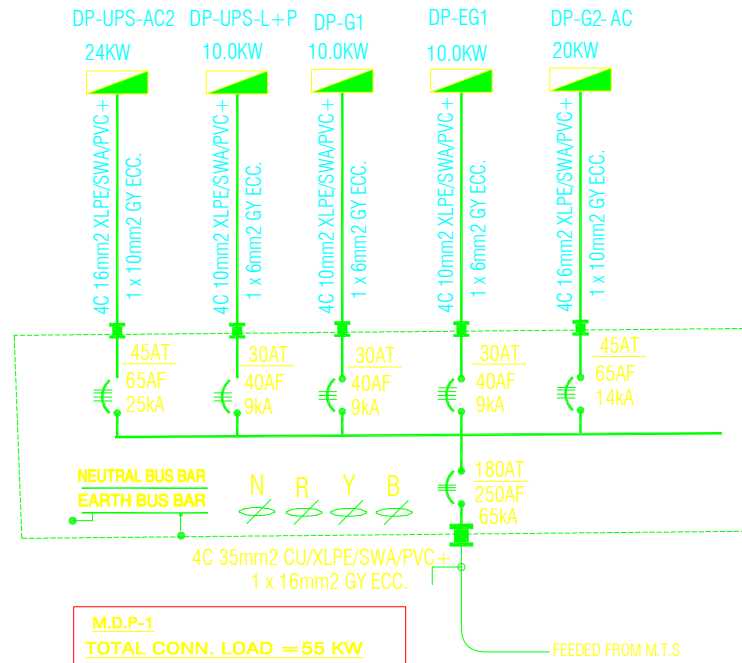 DP-UPS-AC2
24KW
4C 16mm2 XLPE/SWA/PVC+
1 x 10mm2 GY ECC.
45AT
65AF
25kA
DP-UPS-L+P
10.0KW
4C 10mm2 XLPE/SWA/PVC+
1 x 6mm2 GY ECC.
30AT
40AF
9kA
DP-G1
10.0KW
4C 10mm2 XLPE/SWA/PVC+
1 x 6mm2 GY ECC.
30AT
40AF
9kA
DP-EG1
10.0KW
4C 10mm2 XLPE/SWA/PVC+
1 x 6mm2 GY ECC.
30AT
40AF
9kA
DP-G2-AC
20KW
4C 16mm2 XLPE/SWA/PVC+
1 x 10mm2 GY ECC.
45AT
65AF
14kA
NEUTRAL BUS BAR
EARTH BUS BAR
N R Y B
180AT
250AF
65kA
4C 35mm2 CU/XLPE/SWA/PVC+
1 x 16mm2 GY ECC.
M.D.P-1
TOTAL CONN. LOAD = 55 KW
FEEDED FROM M.T.S